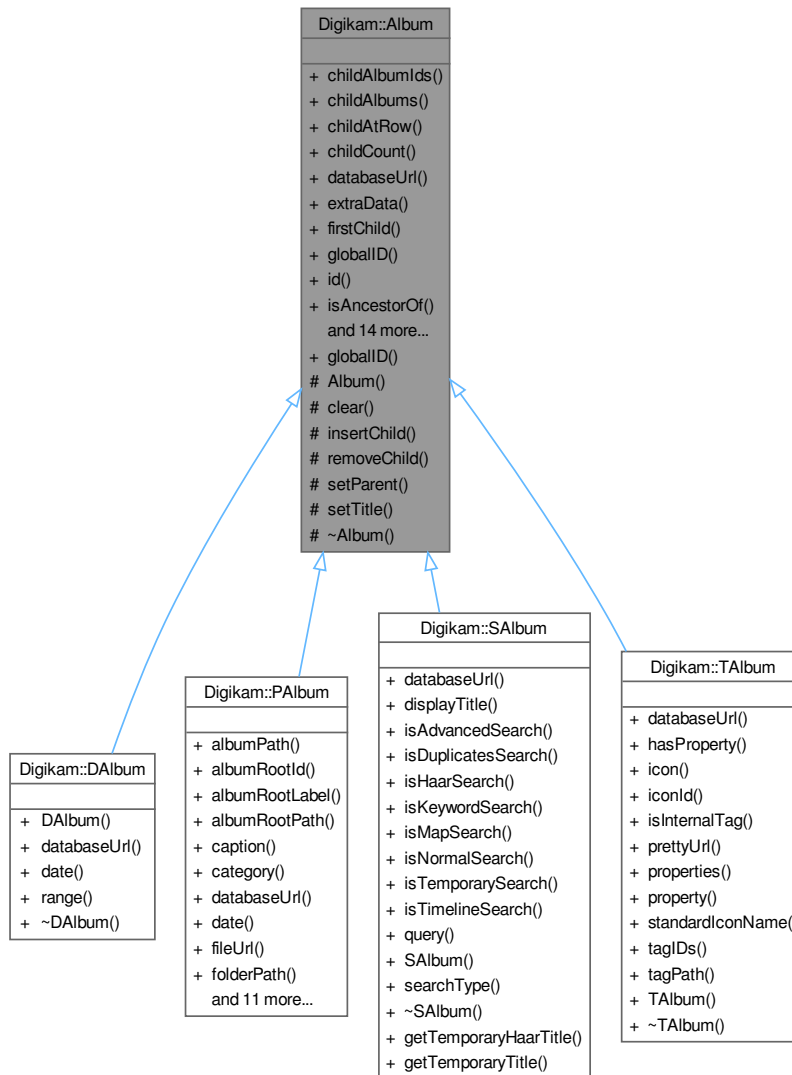 Digikam::Album
+ childAlbumIds()
+ childAlbums()
+ childAtRow()
+ childCount()
+ databaseUrl()
+ extraData()
+ firstChild()
+ globalID()
+ id()
+ isAncestorOf()
and 14 more...
+ globalID()
# Album()
# clear()
# insertChild()
# removeChild()
# setParent()
# setTitle()
# ~Album()
Digikam::DAlbum
+ DAlbum()
+ databaseUrl()
+ date()
+ range()
+ ~DAlbum()
Digikam::PAlbum
+ albumPath()
+ albumRootId()
+ albumRootLabel()
+ albumRootPath()
+ caption()
+ category()
+ databaseUrl()
+ date()
+ fileUrl()
+ folderPath()
and 11 more...
Digikam::SAlbum
+ databaseUrl()
+ displayTitle()
+ isAdvancedSearch()
+ isDuplicatesSearch()
+ isHaarSearch()
+ isKeywordSearch()
+ isMapSearch()
+ isNormalSearch()
+ isTemporarySearch()
+ isTimelineSearch()
+ query()
+ SAlbum()
+ searchType()
+ ~SAlbum()
+ getTemporaryHaarTitle()
+ getTemporaryTitle()
Digikam::TAlbum
+ databaseUrl()
+ hasProperty()
+ icon()
+ iconId()
+ isInternalTag()
+ prettyUrl()
+ properties()
+ property()
+ standardIconName(
+ tagIDs()
+ tagPath()
+ TAlbum()
+ ~TAlbum()